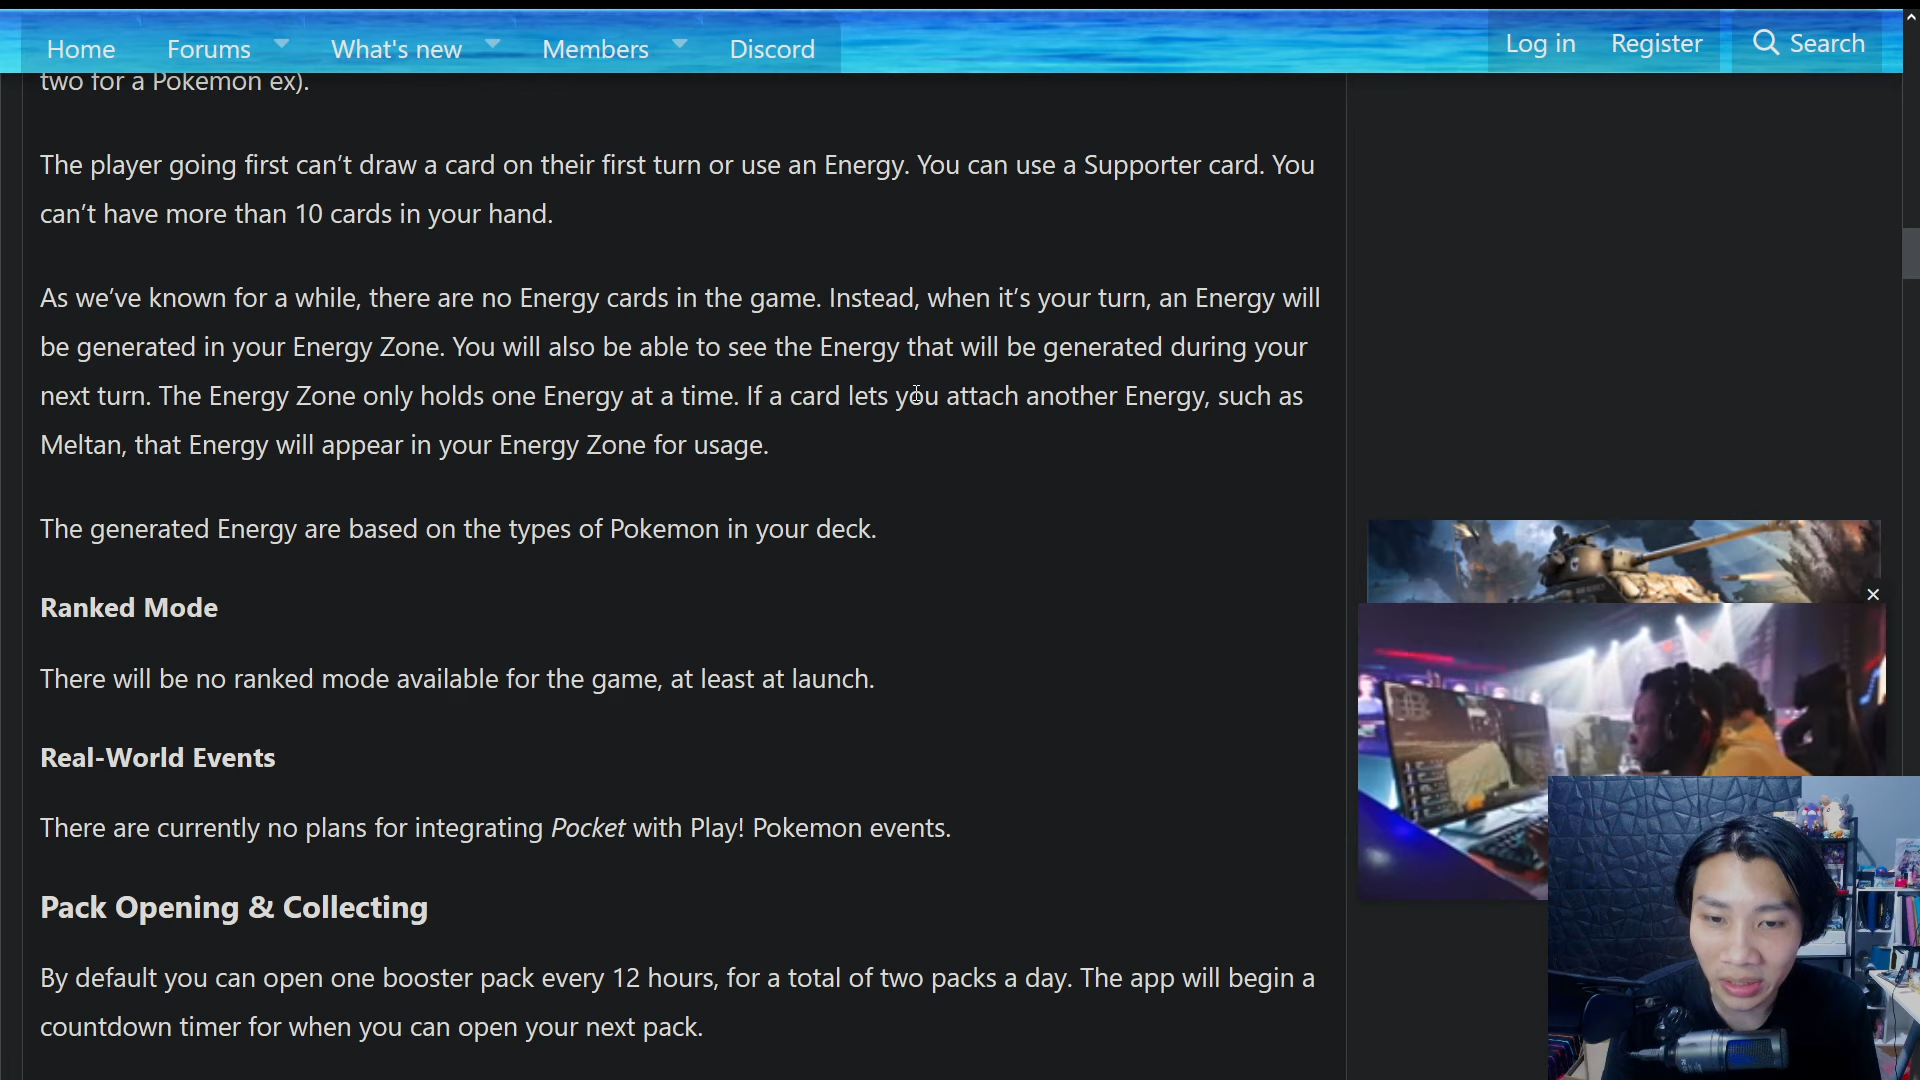 Home Forums What's new Members Discord Log in Register Search
two for a Pokemon ex).
The player going first can’t draw a card on their first turn or use an Energy. You can use a Supporter card. You
can’t have more than 10 cards in your hand.
As we’ve known for a while, there are no Energy cards in the game. Instead, when it’s your turn, an Energy will
be generated in your Energy Zone. You will also be able to see the Energy that will be generated during your
next turn. The Energy Zone only holds one Energy at a time. If a card lets you attach another Energy, such as
Meltan, that Energy will appear in your Energy Zone for usage.
The generated Energy are based on the types of Pokemon in your deck.
Ranked Mode
There will be no ranked mode available for the game, at least at launch.
Real-World Events
There are currently no plans for integrating Pocket with Play! Pokemon events.
Pack Opening & Collecting
By default you can open one booster pack every 12 hours, for a total of two packs a day. The app will begin a
countdown timer for when you can open your next pack.